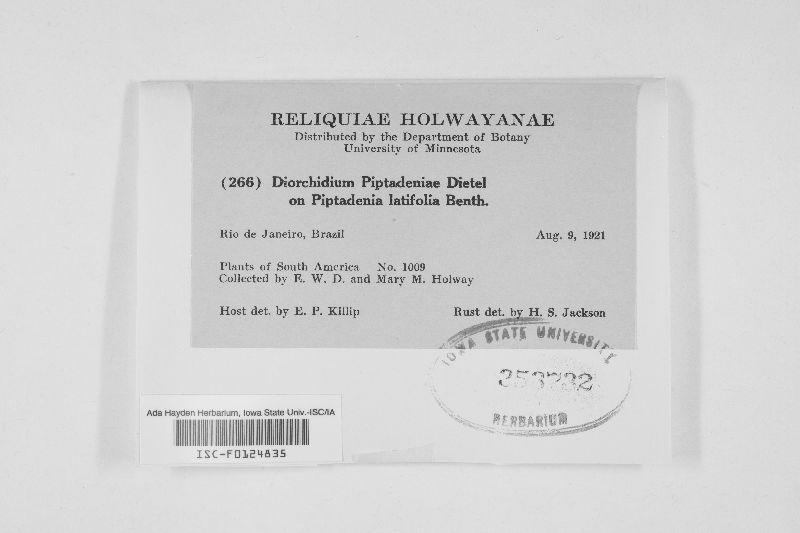 RELIQUIAE HOLWAYANAE
Distributed by the Department of Botany
University of Minnesota
(266) Diorchidium Piptadeniae Dietel
on Piptadenia latifolia Benth.
Rio de Janeiro, Brazil Aug. 9, 1921
Plants of South America No. 1009
Collected by E. W. D. and Mary M. Holway
Host det. by E. P. Killip Rust det. by H. S. Jackson
IOWA STATE UNIVERSITY
HERBARIUM
Ada Hayden Herbarium, Iowa State Univ.-ISC/IA
ISC-F0124835